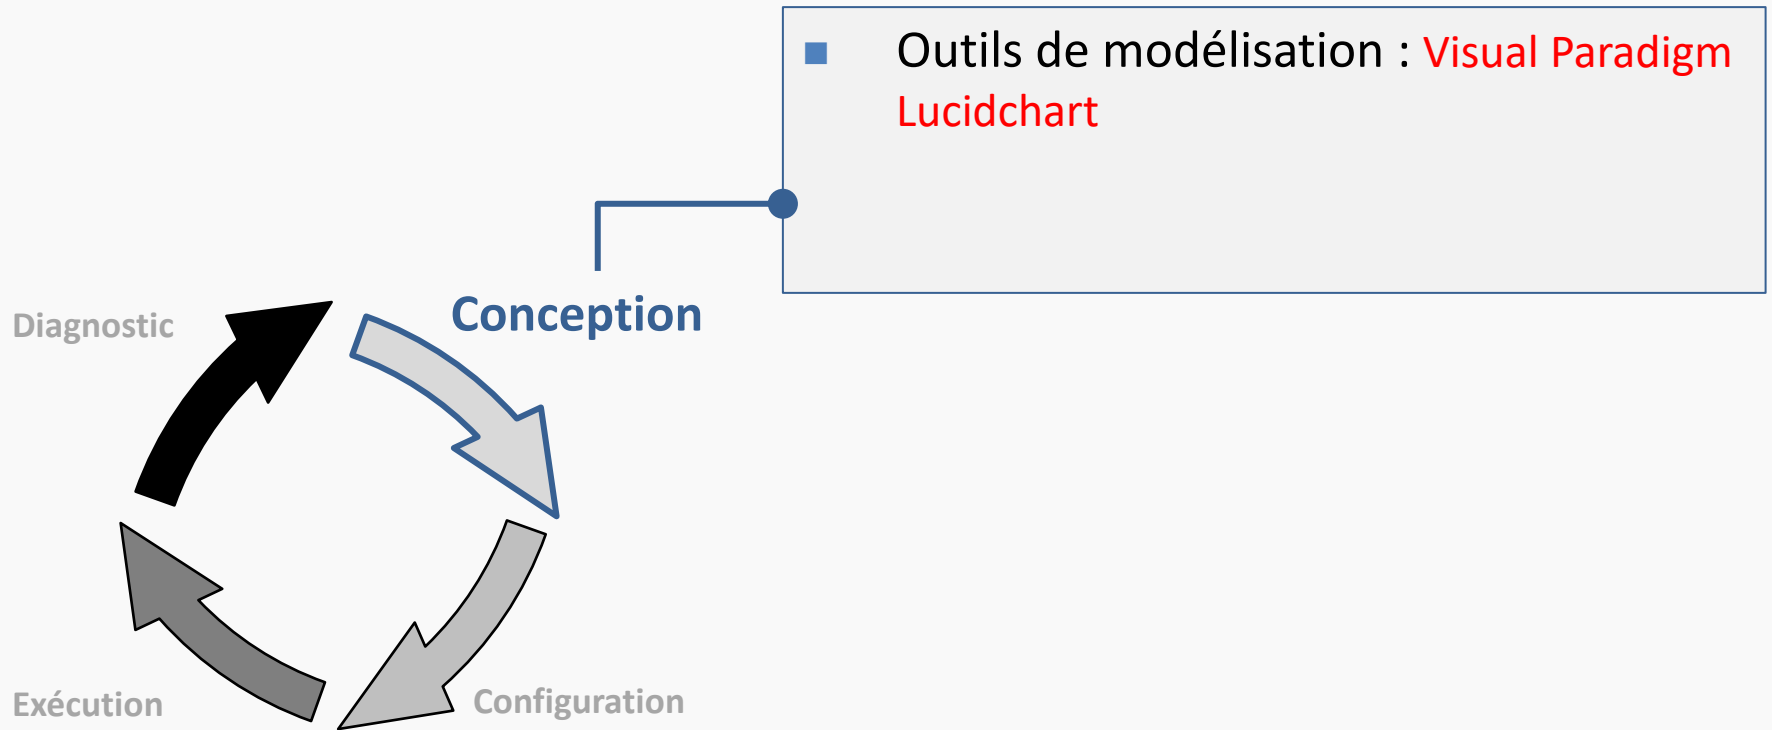 Outils de modélisation : Visual Paradigm
Lucidchart
Conception
Diagnostic
Exécution
Configuration